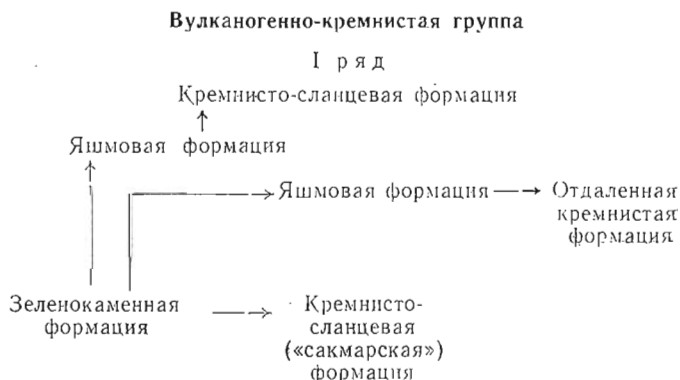 Вулканогенно-кремнистая группа
I ряд
Кремнисто-сланцевая формация
Яшмовая формация
Яшмовая формация
Отдаленная
кремнистая
формация
Зеленокаменная
формация
Кремнисто-
сланцевая
(«сакмарская»)
формация